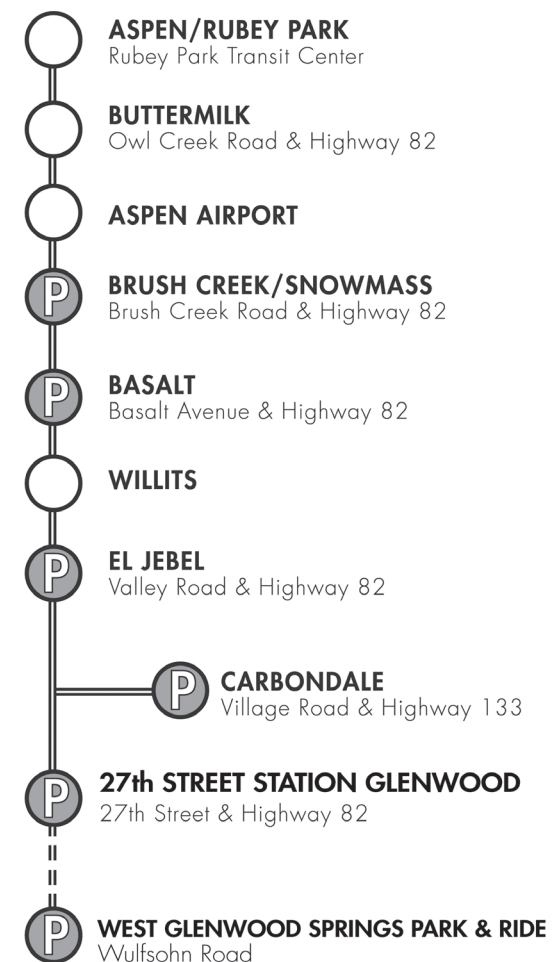 ASPEN/RUBEY PARK
Rubey Park Transit Center
BUTTERMILK
Owl Creek Road & Highway 82
ASPEN AIRPORT
P
BRUSH CREEK/SNOWMASS
Brush Creek Road & Highway 82
P
BASALT
Basalt Avenue & Highway 82
WILLITS
P
EL JEBEL
Valley Road & Highway 82
P
CARBONDALE
Village Road & Highway 133
P
27th STREET STATION GLENWOOD
27th Street & Highway 82
P
WEST GLENWOOD SPRINGS PARK & RIDE
Wulfsohn Road